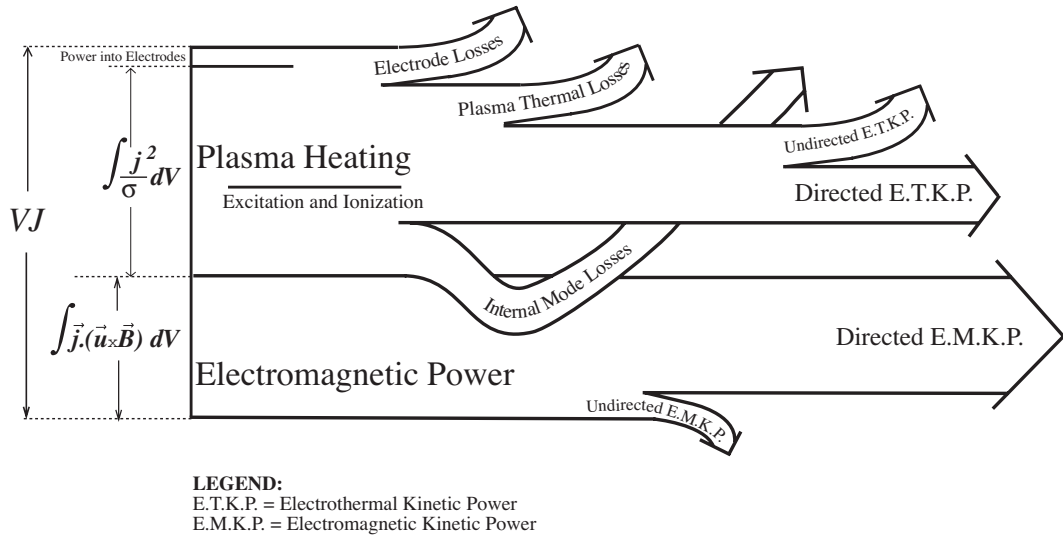 Power into Electrodes
Electrode Losses
Plasma Thermal Losses
Undirected E.T.K.P.
∫ j²/σ dV
Plasma Heating
Directed E.T.K.P.
Excitation and Ionization
VJ
Internal Mode Losses
∫ j⃗.(u⃗xB⃗) dV
Directed E.M.K.P.
Electromagnetic Power
Undirected E.M.K.P.
LEGEND:
E.T.K.P. = Electrothermal Kinetic Power
E.M.K.P. = Electromagnetic Kinetic Power